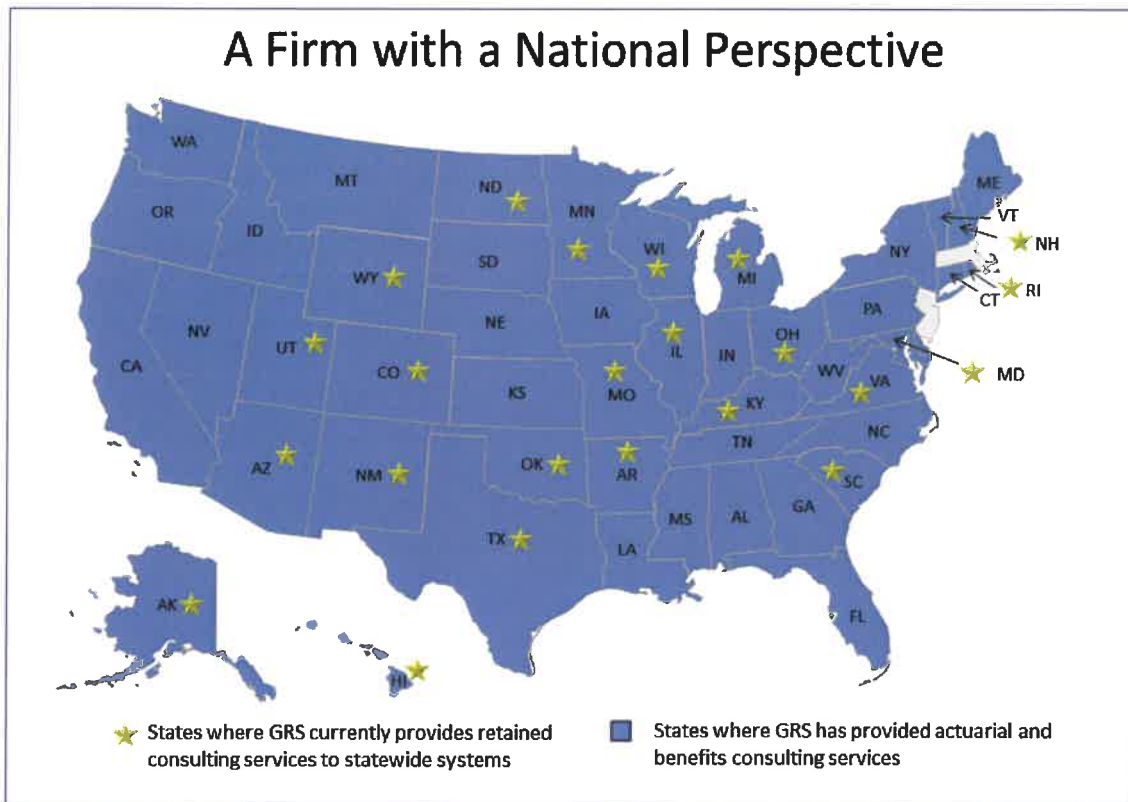 A Firm with a National Perspective
WA
MT
ND
MN
ME
OR
ID
VT
WI
NH
NY
SD
MI
WY
RI
CT
IA
PA
NE
NV
OH
UT
IL
IN
CO
MD
CA
WV
VA
KS
MO
KY
NC
TN
AZ
OK
NM
AR
SC
GA
MS
AL
TX
LA
AK
FL
HI
States where GRS currently provides retained
consulting services to statewide systems
States where GRS has provided actuarial and
benefits consulting services